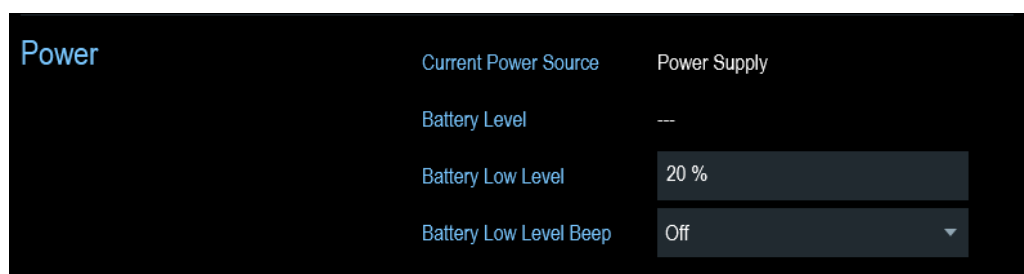 Power
Current Power Source Power Supply
Battery Level ---
Battery Low Level 20 %
Battery Low Level Beep Off